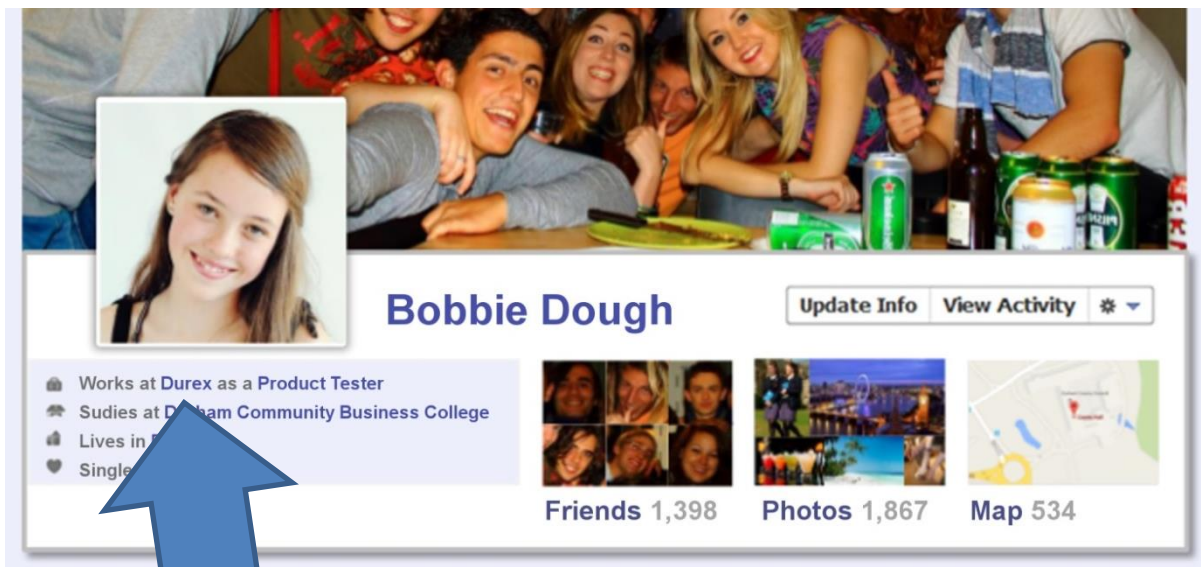 Bobbie Dough
Update Info View Activity
Works at Durex as a Product Tester
Sudies at Community Business College
Lives in
Single
Friends 1,398
Photos 1,867
Map 534